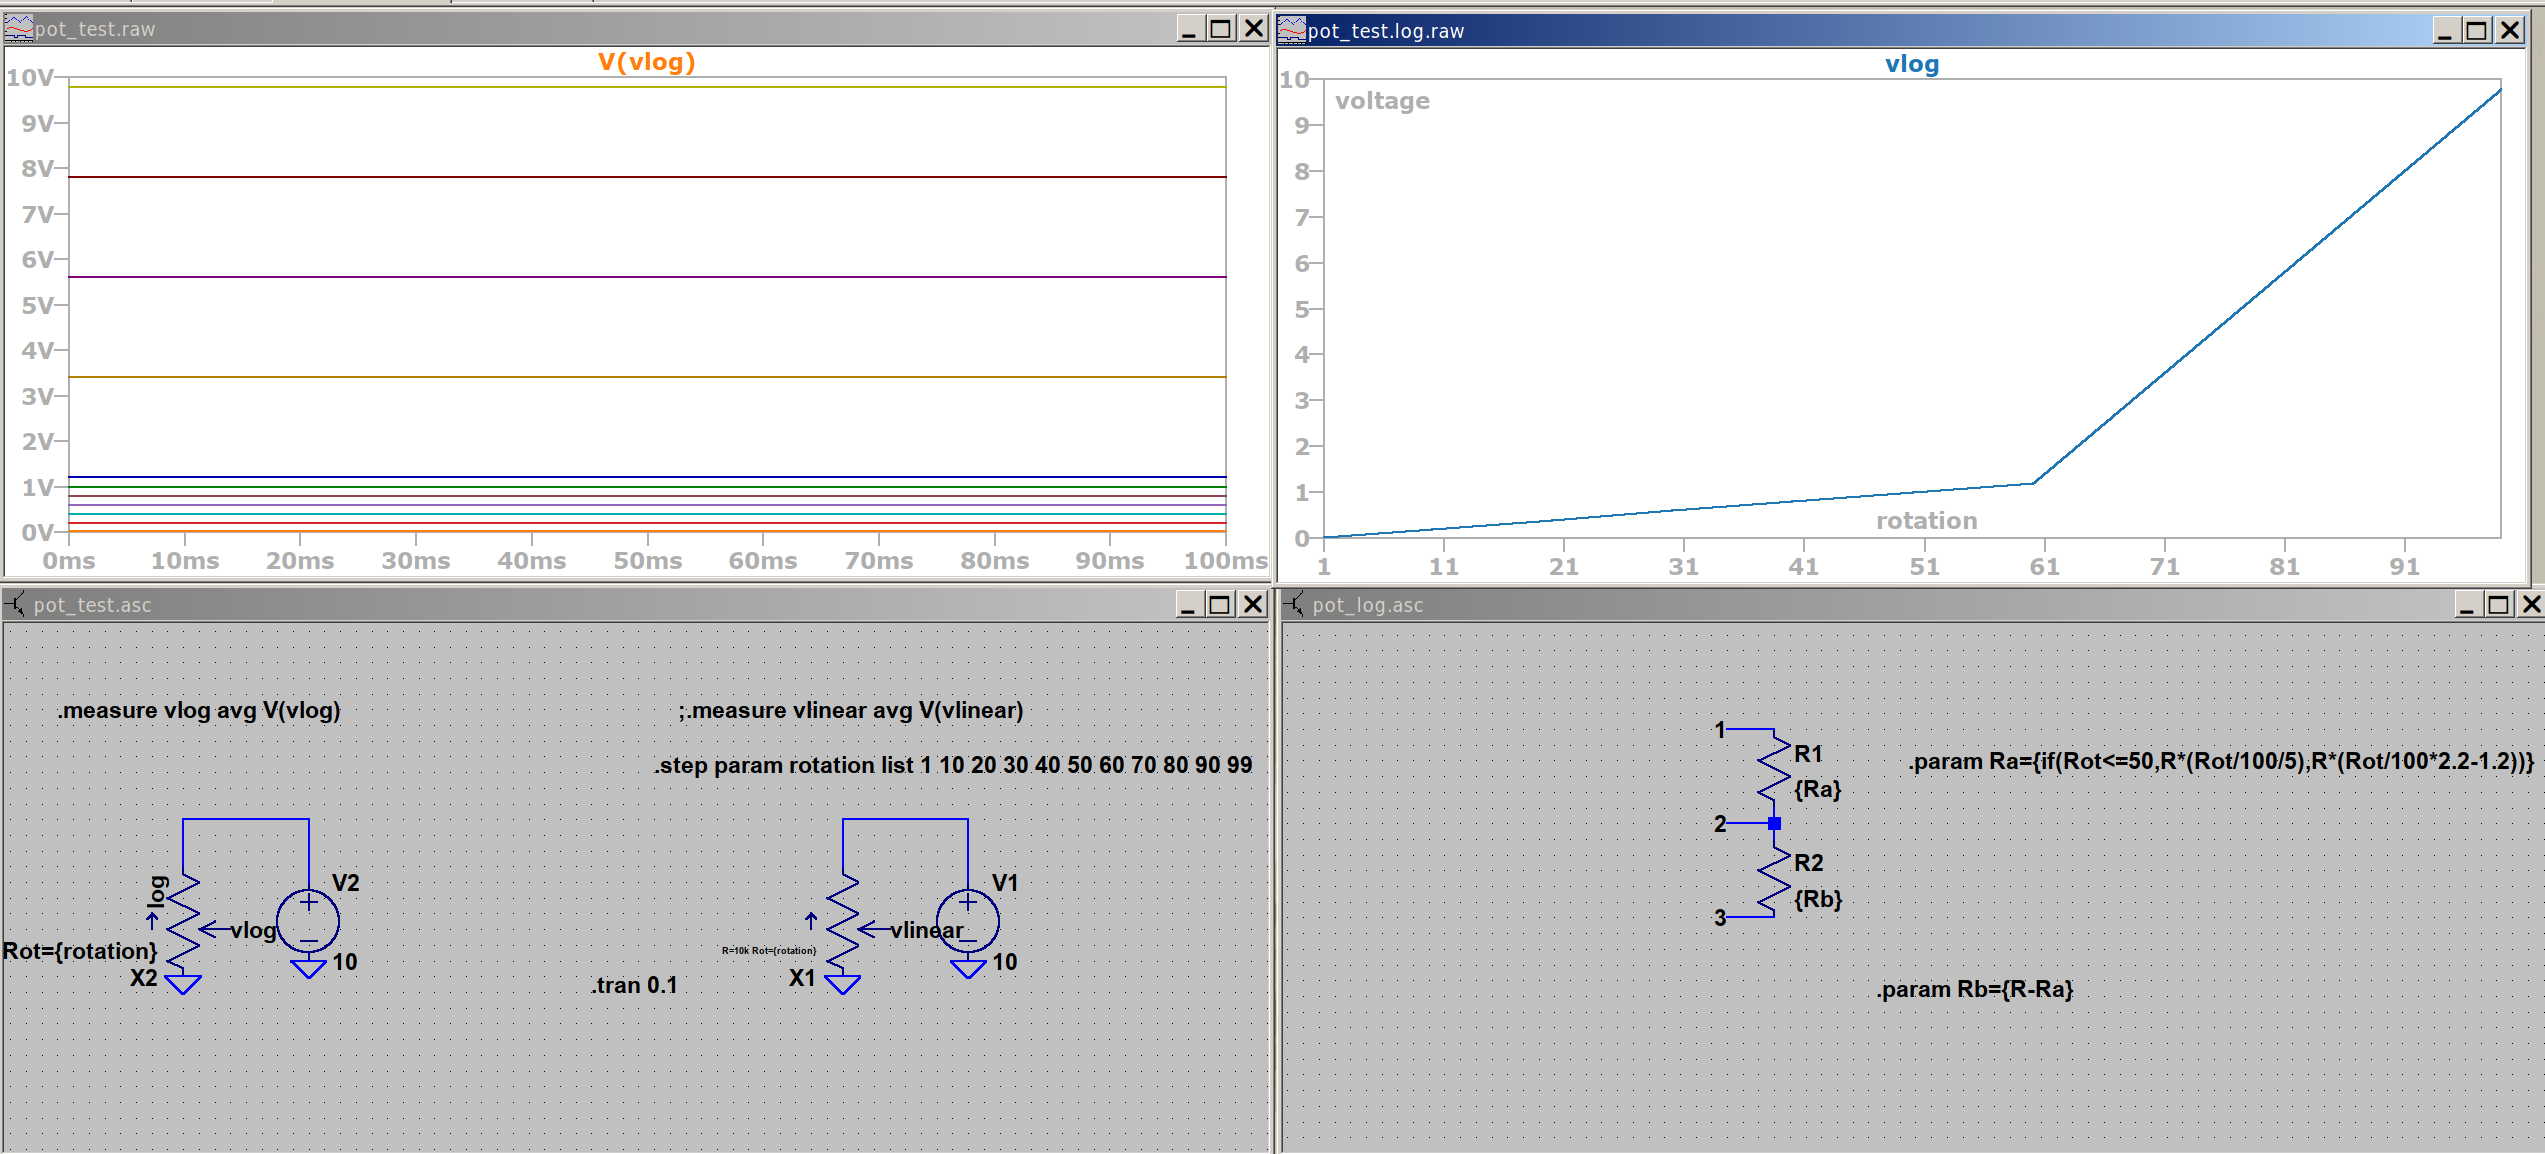 pot_test.raw
V(vlog)
10V
9V
8V
7V
6V
5V
4V
3V
2V
1V
0V
0ms 10ms 20ms 30ms 40ms 50ms 60ms 70ms 80ms 90ms 100ms
pot_test.log.raw
vlog
voltage
10
9
8
7
6
5
4
3
2
1
0
rotation
1 11 21 31 41 51 61 71 81 91
pot_test.asc
.measure vlog avg V(vlog)
;.measure vlinear avg V(vlinear)
.step param rotation list 1 10 20 30 40 50 60 70 80 90 99
log
V2
vlog
Rot={rotation}
X2
10
.tran 0.1
V1
vlinear
R=10k Rot={rotation}
X1
10
pot_log.asc
1
R1
{Ra}
.param Ra={if(Rot<=50,R*(Rot/100/5),R*(Rot/100*2.2-1.2))}
2
R2
{Rb}
3
.param Rb={R-Ra}